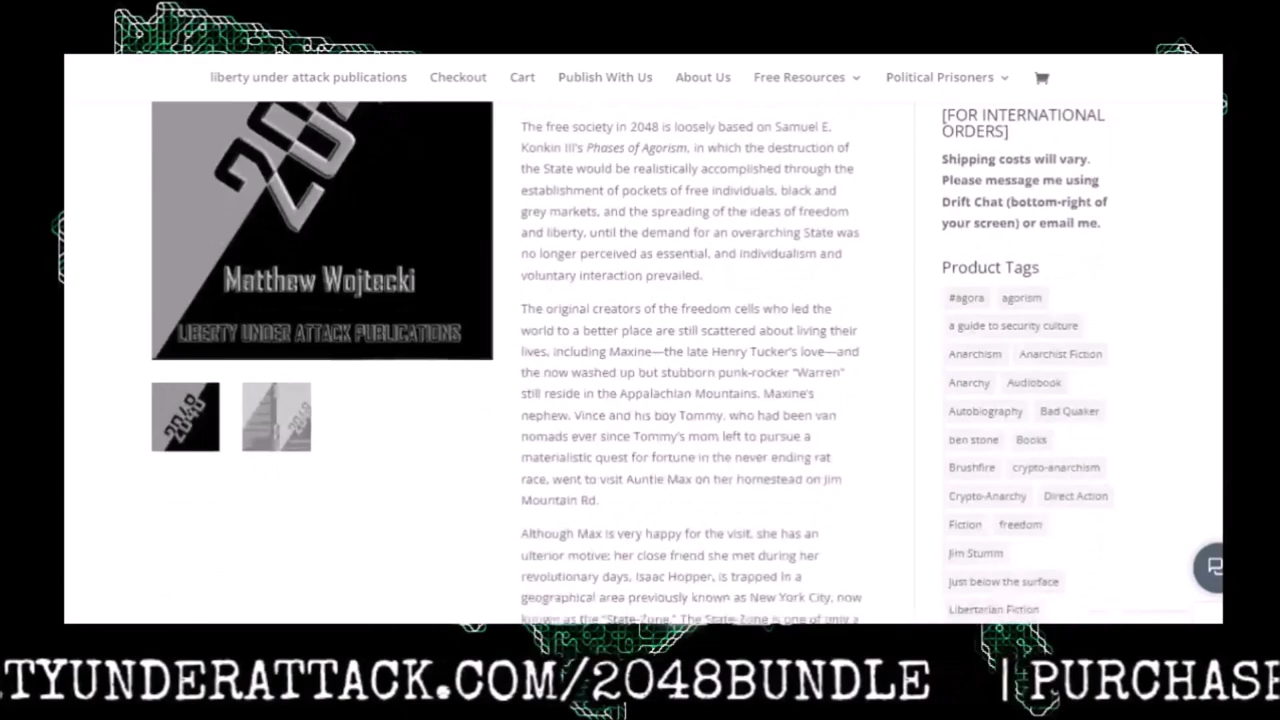 liberty under attack publications Checkout Cart Publish With Us About Us Free Resources Political Prisoners
2048
Matthew Wojtecki
LIBERTY UNDER ATTACK PUBLICATIONS
2048
2048
The free society in 2048 is loosely based on Samuel E.
Konkin III's Phases of Agorism, in which the destruction of
the State would be realistically accomplished through the
establishment of pockets of free individuals, black and
grey markets, and the spreading of the ideas of freedom
and liberty, until the demand for an overarching State was
no longer perceived as essential, and individualism and
voluntary interaction prevailed.
The original creators of the freedom cells who led the
world to a better place are still scattered about living their
lives, including Maxine—the late Henry Tucker's love—and
the now washed up but stubborn punk-rocker "Warren"
still reside in the Appalachian Mountains. Maxine's
nephew, Vince and his boy Tommy, who had been van
nomads ever since Tommy's mom left to pursue a
materialistic quest for fortune in the never ending rat
race, went to visit Auntie Max on her homestead on Jim
Mountain Rd.
Although Max is very happy for the visit, she has an
ulterior motive: her close friend she met during her
revolutionary days, Isaac Hopper, is trapped in a
geographical area previously known as New York City, now
known as the "State-Zone." The State-Zone is one of only a
[FOR INTERNATIONAL
ORDERS]
Shipping costs will vary.
Please message me using
Drift Chat (bottom-right of
your screen) or email me.
Product Tags
#agora agorism
a guide to security culture
Anarchism Anarchist Fiction
Anarchy Audiobook
Autobiography Bad Quaker
ben stone Books
Brushfire crypto-anarchism
Crypto-Anarchy Direct Action
Fiction freedom
Jim Stumm
just below the surface
Libertarian Fiction
TYUNDERATTACK.COM/2048BUNDLE | PURCHASE